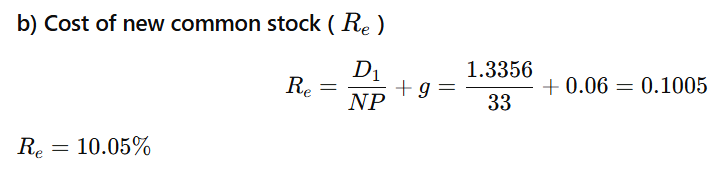 b) Cost of new common stock ( Re )
Re = D1/NP + g = 1.3356/33 + 0.06 = 0.1005
Re = 10.05%